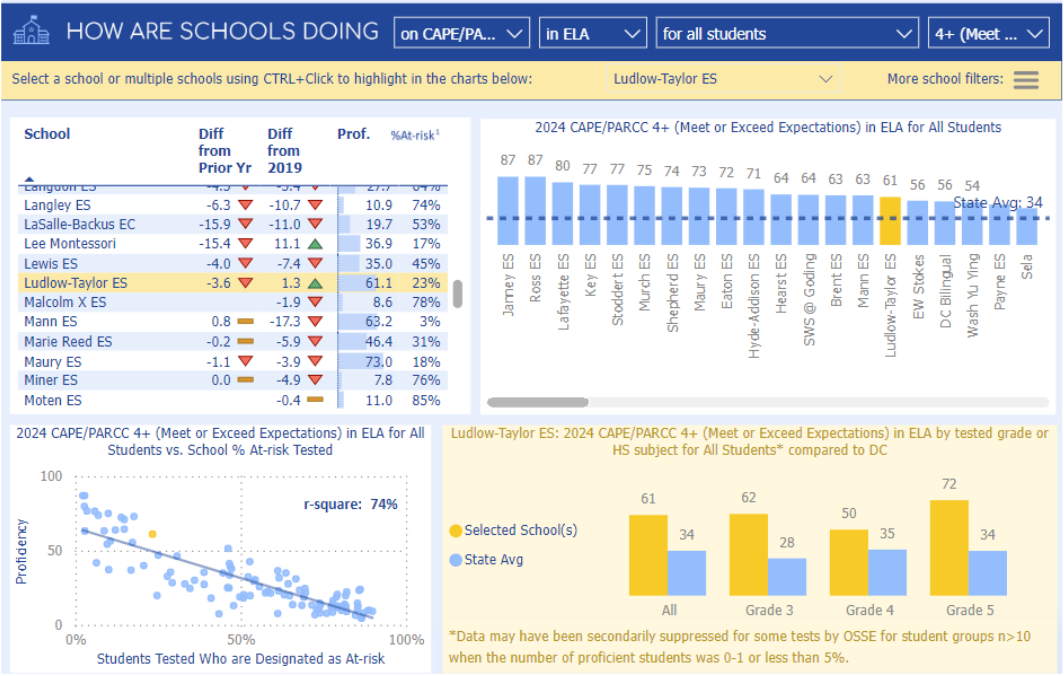 HOW ARE SCHOOLS DOING
on CAPE/PA...
in ELA
for all students
4+ (Meet ...
Select a school or multiple schools using CTRL+Click to highlight in the charts below:
Ludlow-Taylor ES
More school filters:
School Diff from Prior Yr Diff from 2019 Prof. %At-risk¹
Langdon ES -4.5 -5.4 27.7 64%
Langley ES -6.3 -10.7 10.9 74%
LaSalle-Backus EC -15.9 -11.0 19.7 53%
Lee Montessori -15.4 11.1 36.9 17%
Lewis ES -4.0 -7.4 35.0 45%
Ludlow-Taylor ES -3.6 1.3 61.1 23%
Malcolm X ES -1.9 8.6 78%
Mann ES 0.8 -17.3 63.2 3%
Marie Reed ES -0.2 -5.9 46.4 31%
Maury ES -1.1 -3.9 73.0 18%
Miner ES 0.0 -4.9 7.8 76%
Moten ES -0.4 11.0 85%
2024 CAPE/PARCC 4+ (Meet or Exceed Expectations) in ELA for All Students
87 87 80 77 77 75 74 73 72 71 64 64 63 63 61 56 56 54
State Avg: 34
Janney ES
Ross ES
Lafayette ES
Key ES
Stoddert ES
Murch ES
Shepherd ES
Maury ES
Eaton ES
Hyde-Addison ES
Hearst ES
SWS @ Goding
Brent ES
Mann ES
Ludlow-Taylor ES
EW Stokes
DC Bilingual
Wash Yu Ying
Payne ES
Sela
2024 CAPE/PARCC 4+ (Meet or Exceed Expectations) in ELA for All
Students vs. School % At-risk Tested
r-square: 74%
Proficiency
100
50
0
0% 50% 100%
Students Tested Who are Designated as At-risk
Ludlow-Taylor ES: 2024 CAPE/PARCC 4+ (Meet or Exceed Expectations) in ELA by tested grade or
HS subject for All Students* compared to DC
Selected School(s)
State Avg
61 34 62 28 50 35 72 34
All Grade 3 Grade 4 Grade 5
*Data may have been secondarily suppressed for some tests by OSSE for student groups n>10
when the number of proficient students was 0-1 or less than 5%.